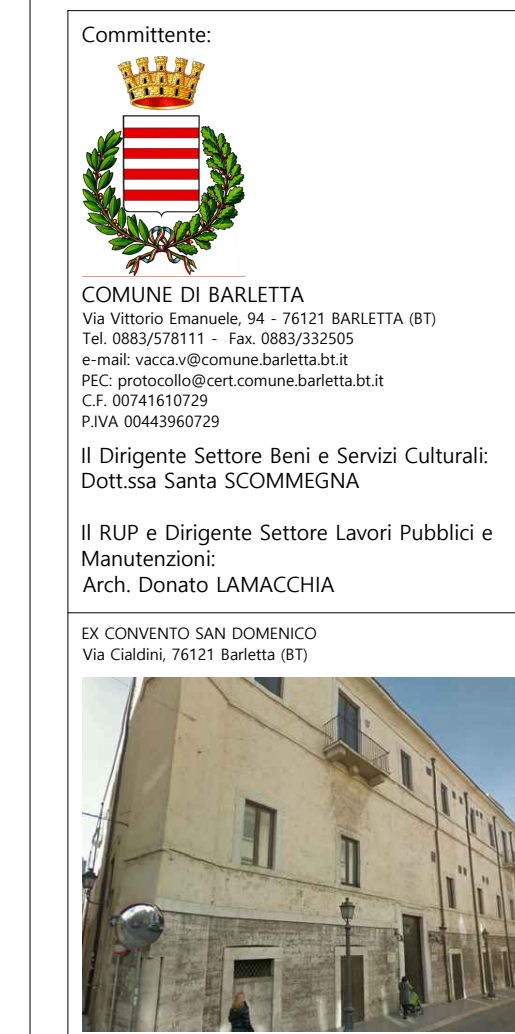 Committente:
COMUNE DI BARLETTA
Via Vittorio Emanuele, 94 - 76121 BARLETTA (BT)
Tel. 0883/578111 - Fax. 0883/332505
e-mail: vacca.v@comune.barletta.bt.it
PEC: protocollo@cert.comune.barletta.bt.it
C.F. 00741610729
P.IVA 00443960729
Il Dirigente Settore Beni e Servizi Culturali:
Dott.ssa Santa SCOMMEGNA
Il RUP e Dirigente Settore Lavori Pubblici e
Manutenzioni:
Arch. Donato LAMACCHIA
EX CONVENTO SAN DOMENICO
Via Cialdini, 76121 Barletta (BT)